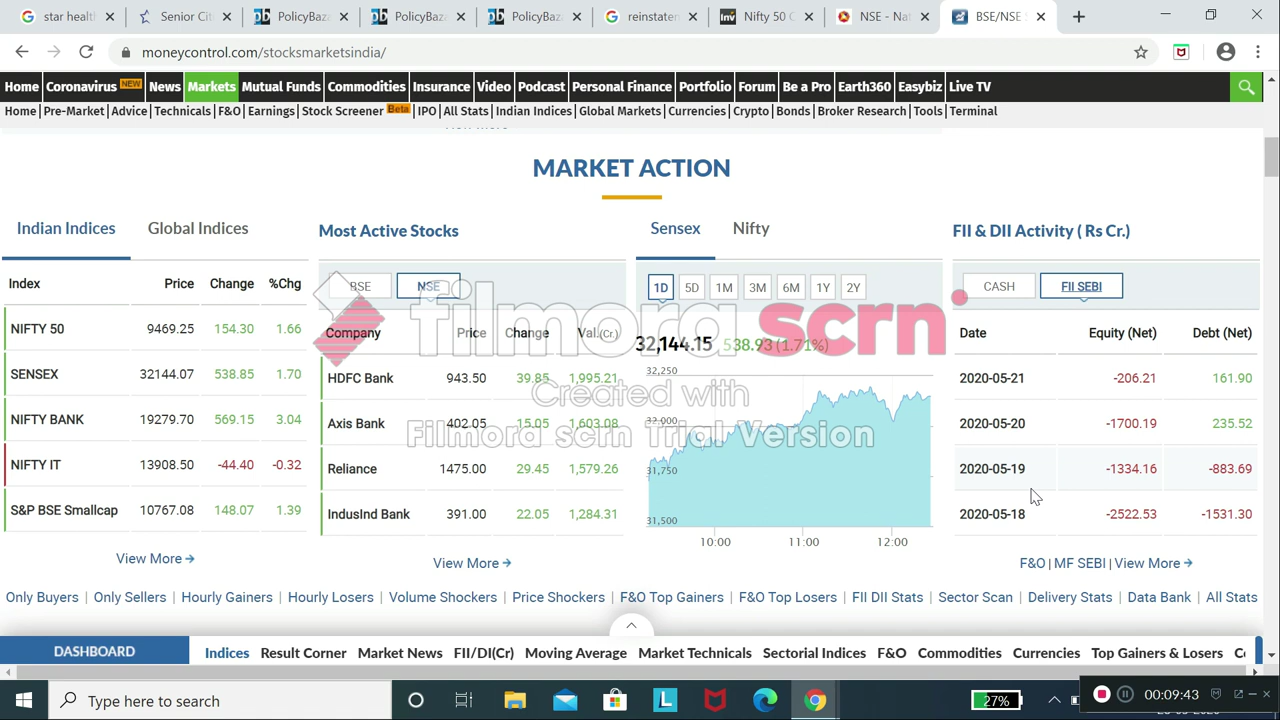 star healt
Senior Cit
PolicyBaza
PolicyBaza
PolicyBaza
reinstatem
Nifty 50 C
NSE - Nat
BSE/NSE
moneycontrol.com/stocksmarketsindia/
Home | Coronavirus NEW | News | Markets | Mutual Funds | Commodities | Insurance | Video | Podcast | Personal Finance | Portfolio | Forum | Be a Pro | Earth360 | Easybiz | Live TV
Home | Pre-Market | Advice | Technicals | F&O | Earnings | Stock Screener Beta | IPO | All Stats | Indian Indices | Global Markets | Currencies | Crypto | Bonds | Broker Research | Tools | Terminal
View More
MARKET ACTION
Indian Indices Global Indices
Index Price Change %Chg
NIFTY 50 9469.25 154.30 1.66
SENSEX 32144.07 538.85 1.70
NIFTY BANK 19279.70 569.15 3.04
NIFTY IT 13908.50 -44.40 -0.32
S&P BSE Smallcap 10767.08 148.07 1.39
View More →
Most Active Stocks
BSE NSE
Company Price Change Val.(Cr.)
HDFC Bank 943.50 39.85 1,995.21
Axis Bank 402.05 15.05 1,603.08
Reliance 1475.00 29.45 1,579.26
IndusInd Bank 391.00 22.05 1,284.31
View More →
Sensex Nifty
1D 5D 1M 3M 6M 1Y 2Y
32,144.15 538.93 (1.71%)
32,250
32,000
31,750
31,500
10:00 11:00 12:00
FII & DII Activity ( Rs Cr.)
CASH FII SEBI
Date Equity (Net) Debt (Net)
2020-05-21 -206.21 161.90
2020-05-20 -1700.19 235.52
2020-05-19 -1334.16 -883.69
2020-05-18 -2522.53 -1531.30
F&O | MF SEBI | View More →
filmora scrn
Created with
Filmora scrn Trial Version
Only Buyers | Only Sellers | Hourly Gainers | Hourly Losers | Volume Shockers | Price Shockers | F&O Top Gainers | F&O Top Losers | FII DII Stats | Sector Scan | Delivery Stats | Data Bank | All Stats
DASHBOARD Indices Result Corner Market News FII/DI(Cr) Moving Average Market Technicals Sectorial Indices F&O Commodities Currencies Top Gainers & Losers
Type here to search
27%
00:09:43